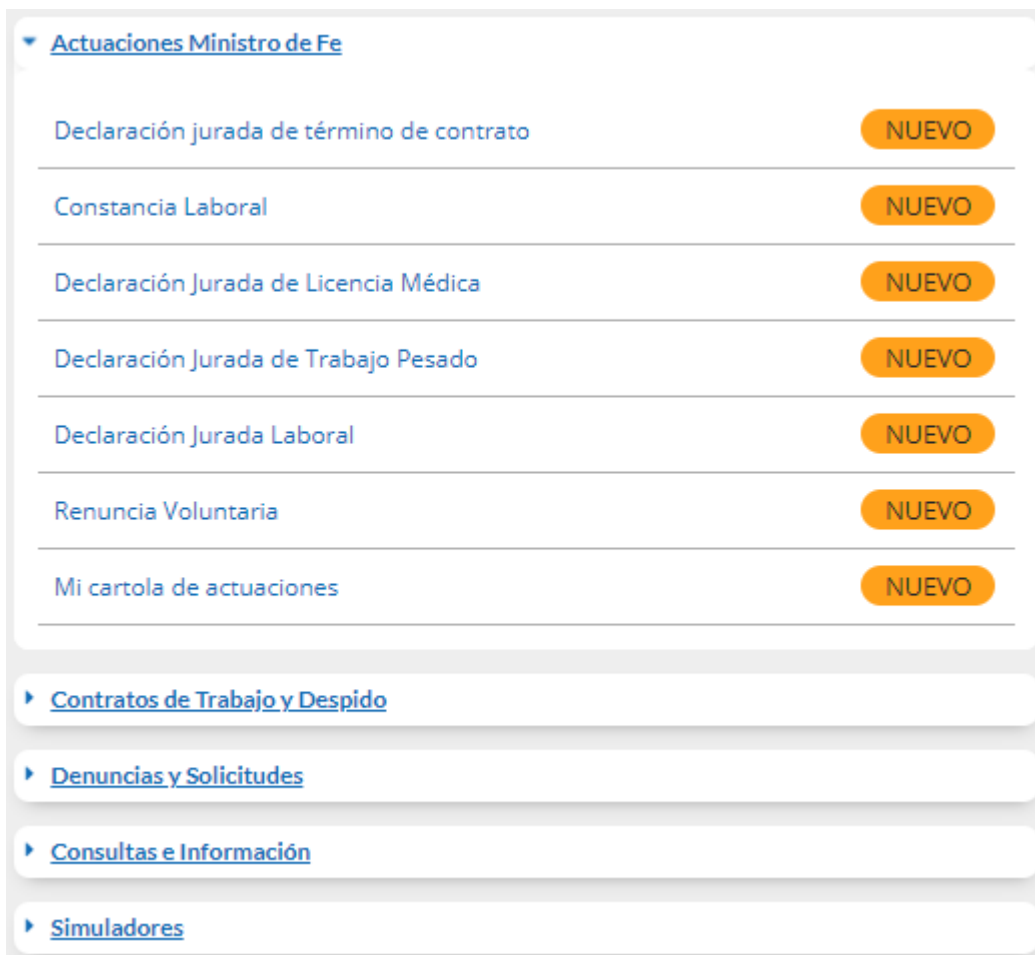 Actuaciones Ministro de Fe
Declaración jurada de término de contrato NUEVO
Constancia Laboral NUEVO
Declaración Jurada de Licencia Médica NUEVO
Declaración Jurada de Trabajo Pesado NUEVO
Declaración Jurada Laboral NUEVO
Renuncia Voluntaria NUEVO
Mi cartola de actuaciones NUEVO
Contratos de Trabajo y Despido
Denuncias y Solicitudes
Consultas e Información
Simuladores